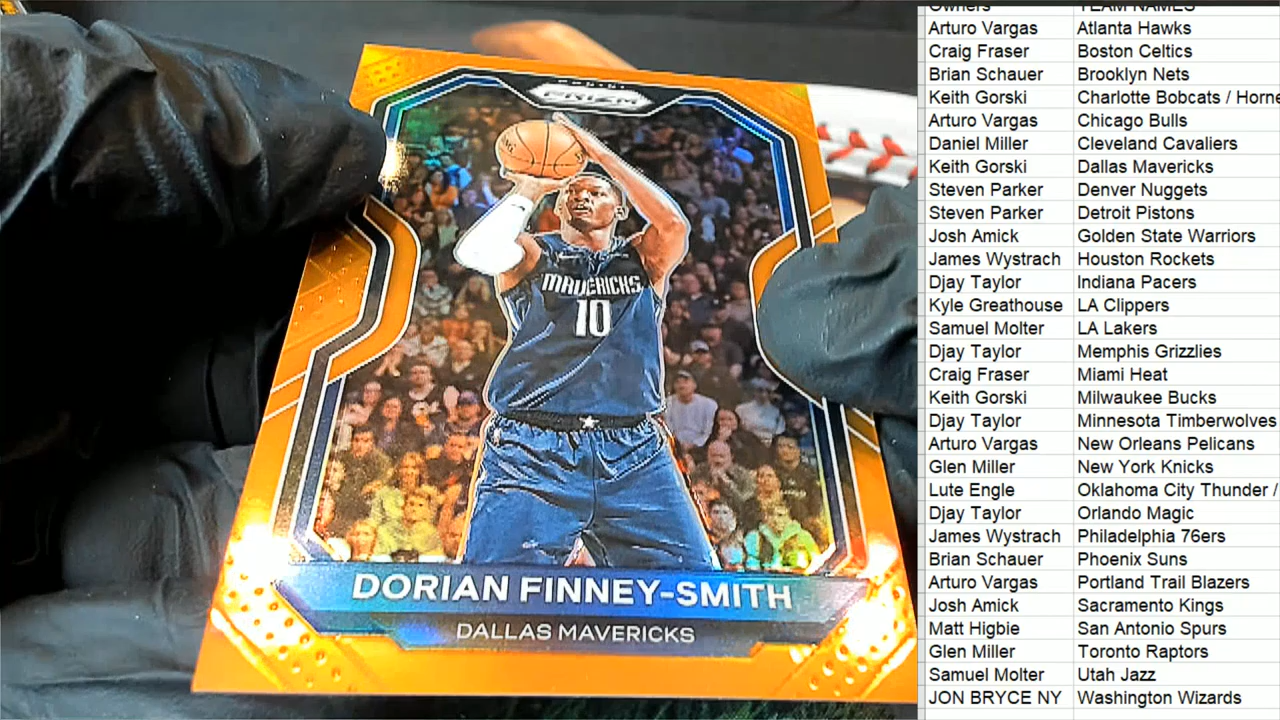 PANINI
PRIZM
MAVERICKS
10
DORIAN FINNEY-SMITH
DALLAS MAVERICKS
Owners TEAM NAMES
Arturo Vargas Atlanta Hawks
Craig Fraser Boston Celtics
Brian Schauer Brooklyn Nets
Keith Gorski Charlotte Bobcats / Horne
Arturo Vargas Chicago Bulls
Daniel Miller Cleveland Cavaliers
Keith Gorski Dallas Mavericks
Steven Parker Denver Nuggets
Steven Parker Detroit Pistons
Josh Amick Golden State Warriors
James Wystrach Houston Rockets
Djay Taylor Indiana Pacers
Kyle Greathouse LA Clippers
Samuel Molter LA Lakers
Djay Taylor Memphis Grizzlies
Craig Fraser Miami Heat
Keith Gorski Milwaukee Bucks
Djay Taylor Minnesota Timberwolves
Arturo Vargas New Orleans Pelicans
Glen Miller New York Knicks
Lute Engle Oklahoma City Thunder /
Djay Taylor Orlando Magic
James Wystrach Philadelphia 76ers
Brian Schauer Phoenix Suns
Arturo Vargas Portland Trail Blazers
Josh Amick Sacramento Kings
Matt Higbie San Antonio Spurs
Glen Miller Toronto Raptors
Samuel Molter Utah Jazz
JON BRYCE NY Washington Wizards